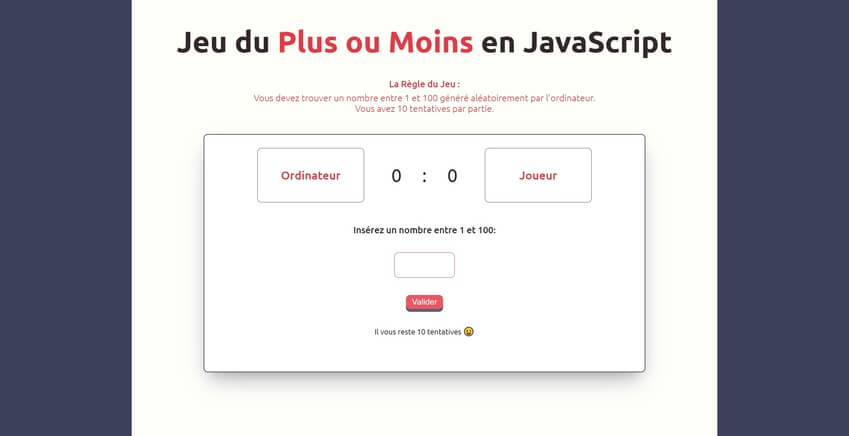 Jeu du Plus ou Moins en JavaScript
La Règle du Jeu :
Vous devez trouver un nombre entre 1 et 100 généré aléatoirement par l'ordinateur.
Vous avez 10 tentatives par partie.
Ordinateur 0 : 0 Joueur
Insérez un nombre entre 1 et 100:
Valider
Il vous reste 10 tentatives 😀